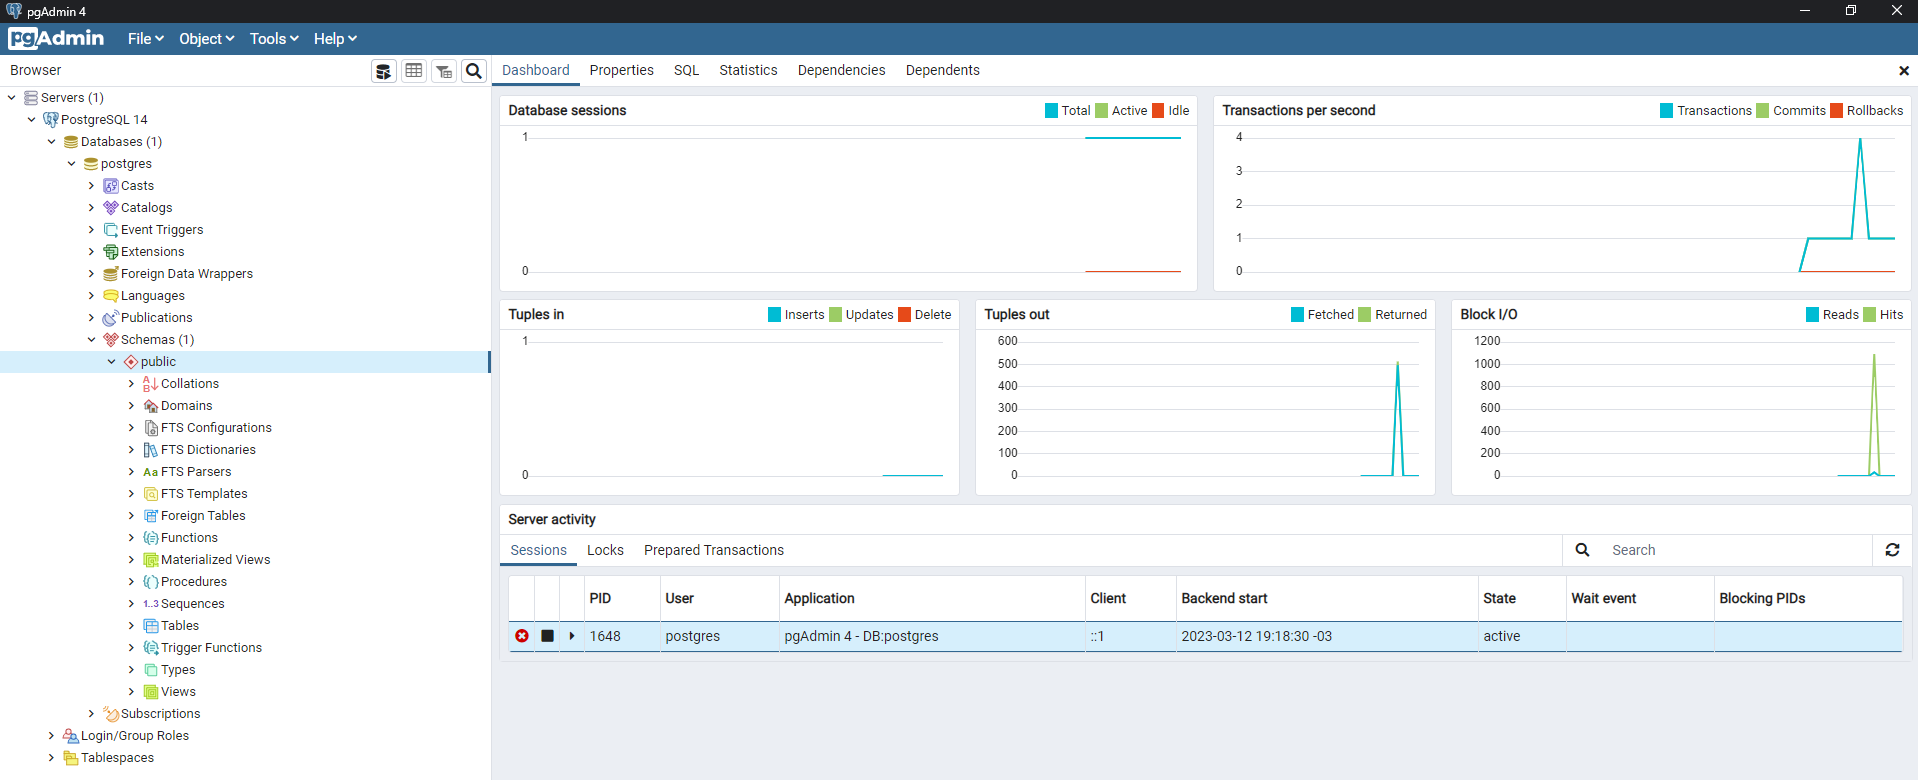 pgAdmin 4
pgAdmin File Object Tools Help
Browser
Dashboard Properties SQL Statistics Dependencies Dependents
Servers (1)
PostgreSQL 14
Databases (1)
postgres
Casts
Catalogs
Event Triggers
Extensions
Foreign Data Wrappers
Languages
Publications
Schemas (1)
public
Collations
Domains
FTS Configurations
FTS Dictionaries
Aa FTS Parsers
FTS Templates
Foreign Tables
Functions
Materialized Views
Procedures
1..3 Sequences
Tables
Trigger Functions
Types
Views
Subscriptions
Login/Group Roles
Tablespaces
Database sessions Total Active Idle
1
0
Transactions per second Transactions Commits Rollbacks
4
3
2
1
0
Tuples in Inserts Updates Delete
1
0
Tuples out Fetched Returned
600
500
400
300
200
100
0
Block I/O Reads Hits
1200
1000
800
600
400
200
0
Server activity
Sessions Locks Prepared Transactions Search
PID User Application Client Backend start State Wait event Blocking PIDs
1648 postgres pgAdmin 4 - DB:postgres ::1 2023-03-12 19:18:30 -03 active